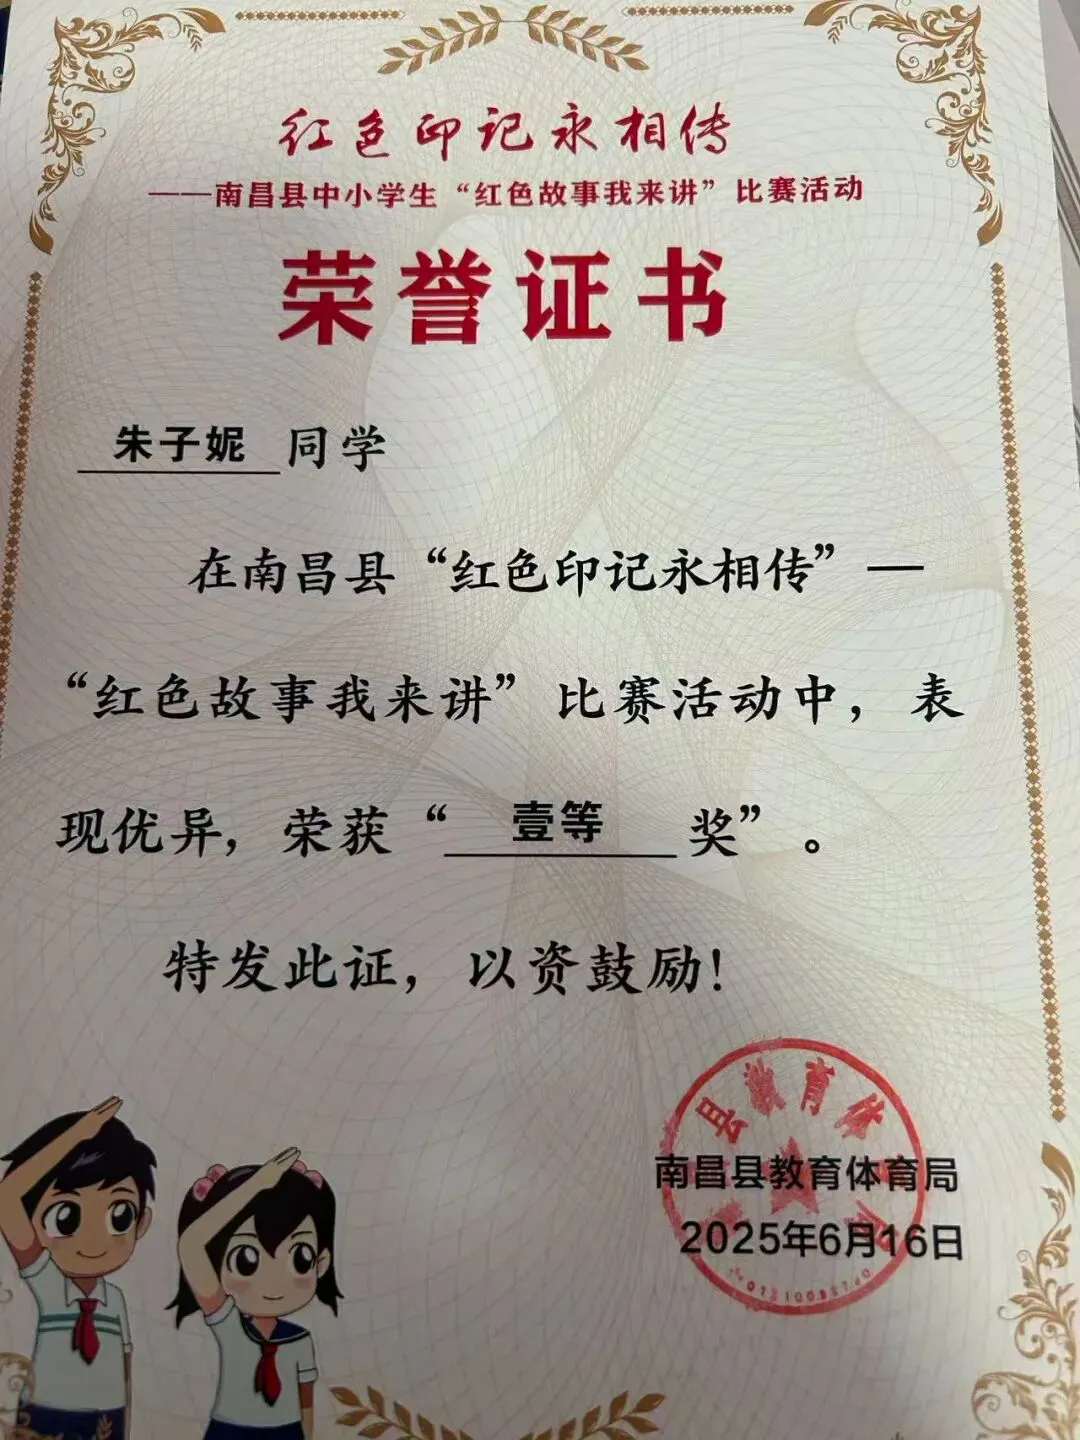 红色印记永相传
——南昌县中小学生“红色故事我来讲”比赛活动
荣誉证书
朱子妮 同学
在南昌县“红色印记永相传”—
“红色故事我来讲”比赛活动中，表
现优异，荣获“ 壹等 奖”。
特发此证，以资鼓励！
县教育体
南昌县教育体育局
2025年6月16日